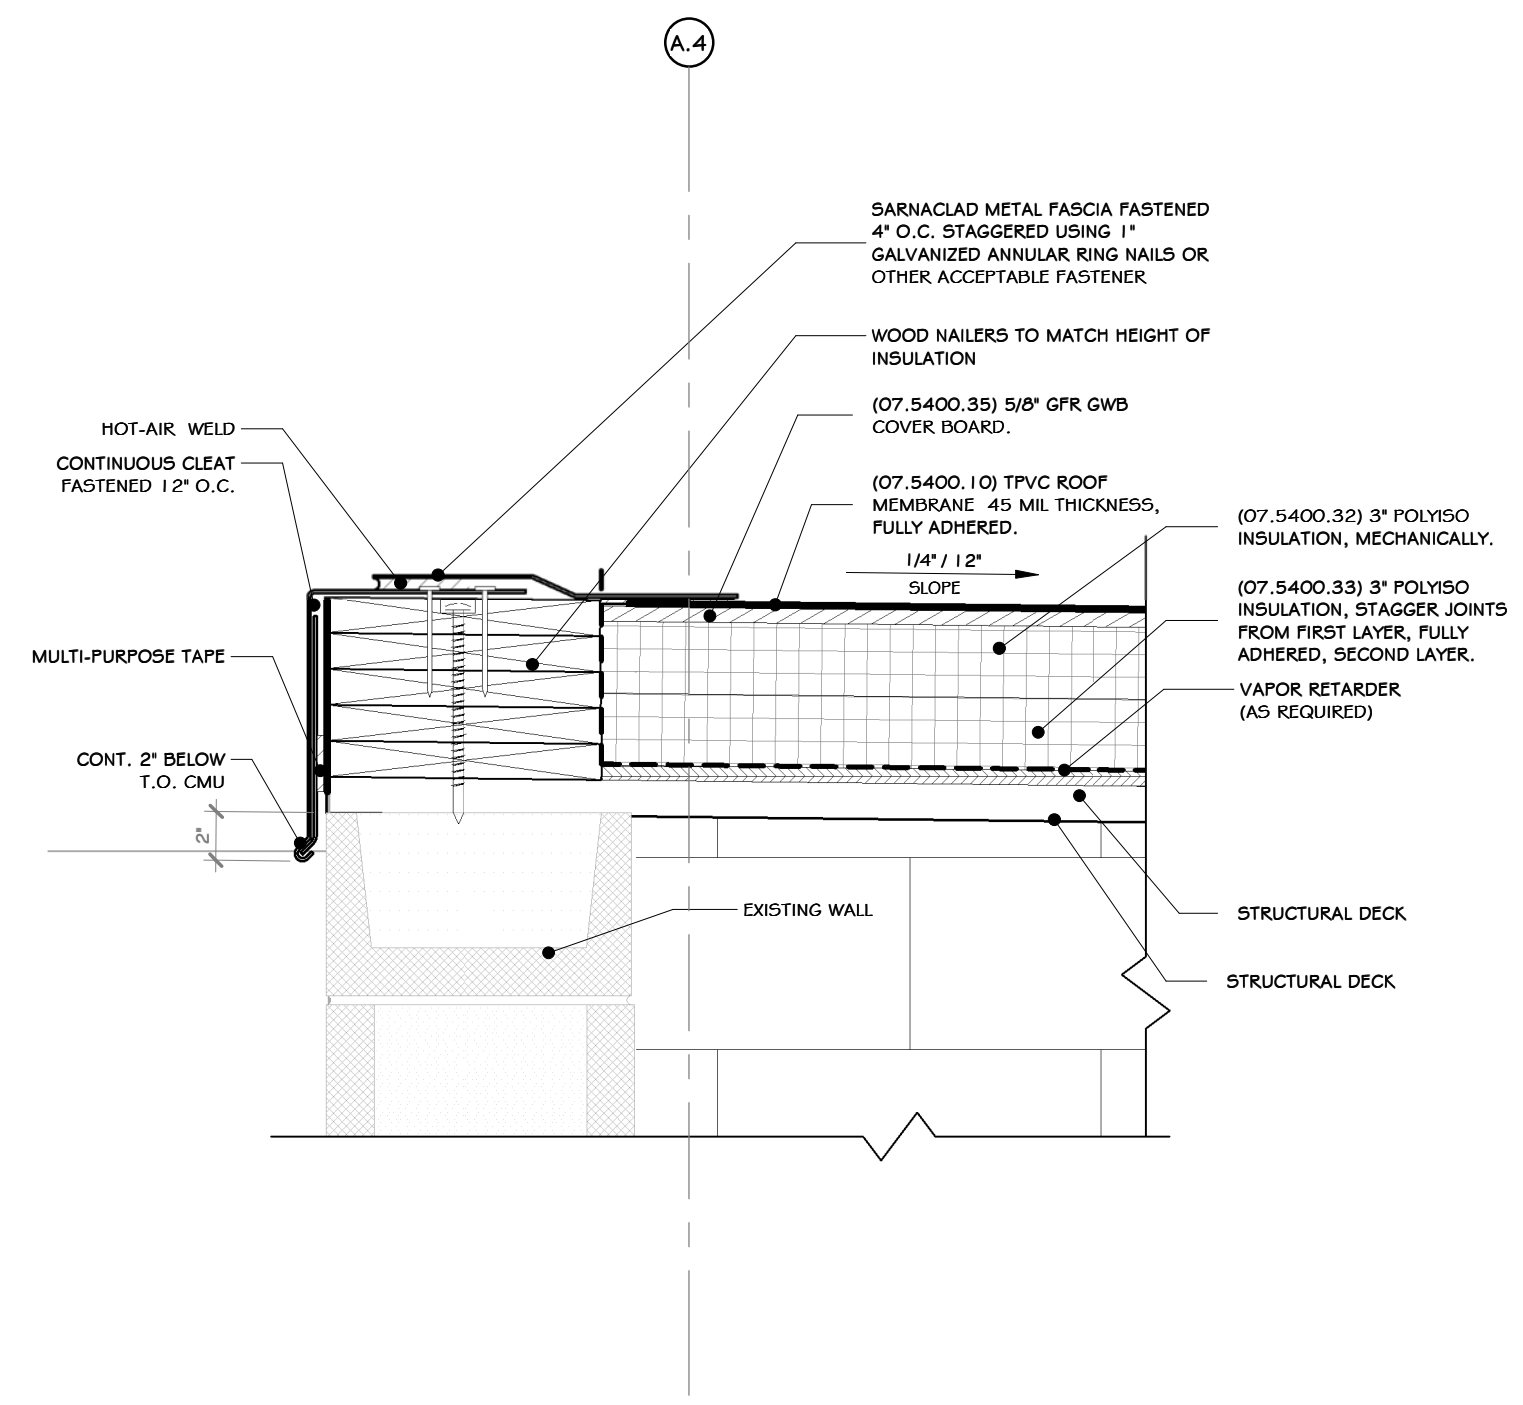 A.4
SARNACLAD METAL FASCIA FASTENED
4" O.C. STAGGERED USING 1"
GALVANIZED ANNULAR RING NAILS OR
OTHER ACCEPTABLE FASTENER
WOOD NAILERS TO MATCH HEIGHT OF
INSULATION
(07.5400.35) 5/8" GFR GWB
COVER BOARD.
HOT-AIR WELD
CONTINUOUS CLEAT
FASTENED 12" O.C.
(07.5400.10) TPVC ROOF
MEMBRANE 45 MIL THICKNESS,
FULLY ADHERED.
1/4" / 12"
SLOPE
(07.5400.32) 3" POLYISO
INSULATION, MECHANICALLY.
(07.5400.33) 3" POLYISO
INSULATION, STAGGER JOINTS
FROM FIRST LAYER, FULLY
ADHERED, SECOND LAYER.
MULTI-PURPOSE TAPE
VAPOR RETARDER
(AS REQUIRED)
CONT. 2" BELOW
T.O. CMU
2"
EXISTING WALL
STRUCTURAL DECK
STRUCTURAL DECK